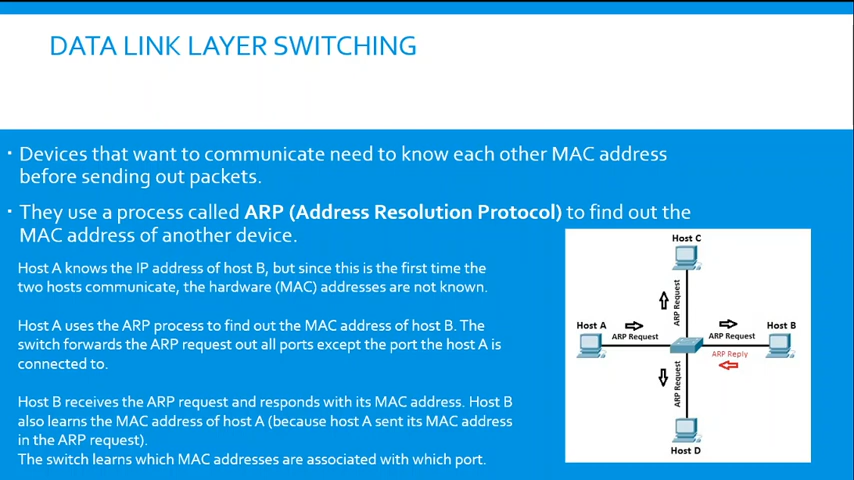 DATA LINK LAYER SWITCHING
• Devices that want to communicate need to know each other MAC address
before sending out packets.
• They use a process called ARP (Address Resolution Protocol) to find out the
MAC address of another device.
Host A knows the IP address of host B, but since this is the first time the
two hosts communicate, the hardware (MAC) addresses are not known.
Host A uses the ARP process to find out the MAC address of host B. The
switch forwards the ARP request out all ports except the port the host A is
connected to.
Host B receives the ARP request and responds with its MAC address. Host B
also learns the MAC address of host A (because host A sent its MAC address
in the ARP request).
The switch learns which MAC addresses are associated with which port.
Host C
ARP Request
Host A
ARP Request
ARP Request
Host B
ARP Reply
ARP Request
Host D